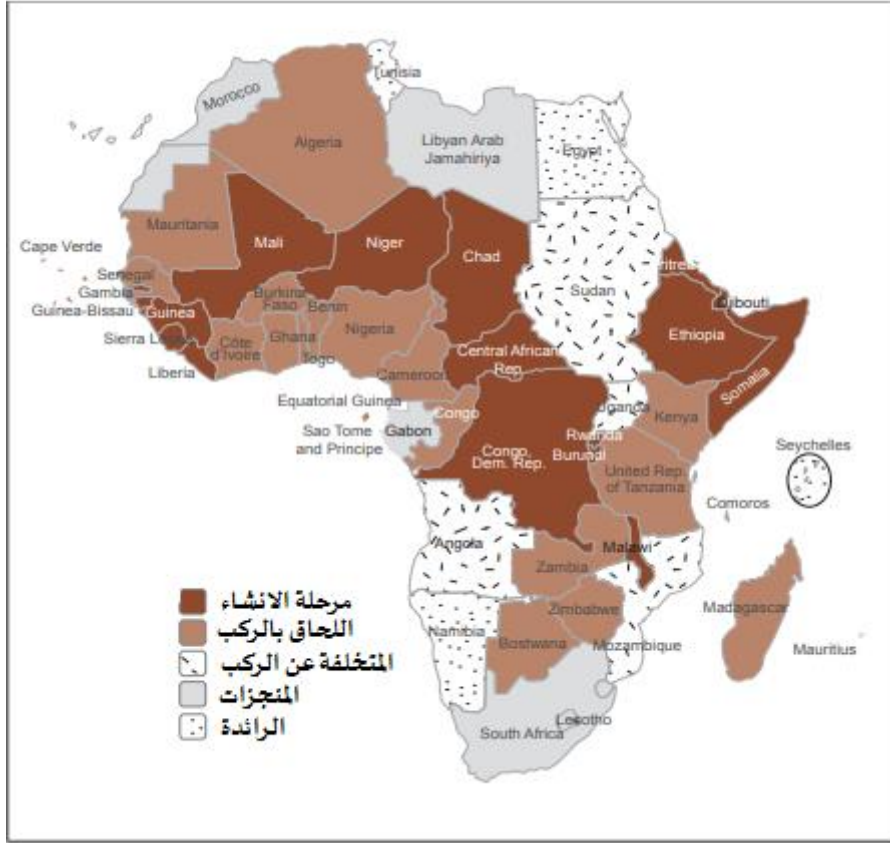 Tunisia
Morocco
Algeria
Libyan Arab
Jamahiriya
Egypt
Mauritania
Mali
Niger
Chad
Sudan
Eritrea
Cape Verde
Senegal
Gambia
Guinea-Bissau
Guinea
Sierra Leone
Liberia
Côte
d'Ivoire
Burkina
Faso
Ghana
Togo
Benin
Nigeria
Cameroon
Central African
Rep.
Djibouti
Ethiopia
Somalia
Equatorial Guinea
Sao Tome
and Principe
Gabon
Congo
Congo,
Dem. Rep.
Uganda
Kenya
Rwanda
Burundi
United Rep.
of Tanzania
Seychelles
Comoros
Angola
Zambia
Malawi
Zimbabwe
Mozambique
Madagascar
Mauritius
Namibia
Bostwana
South Africa
Lesotho
مرحلة الانشاء
اللحاق بالركب
المتخلفة عن الركب
المنجزات
الرائدة